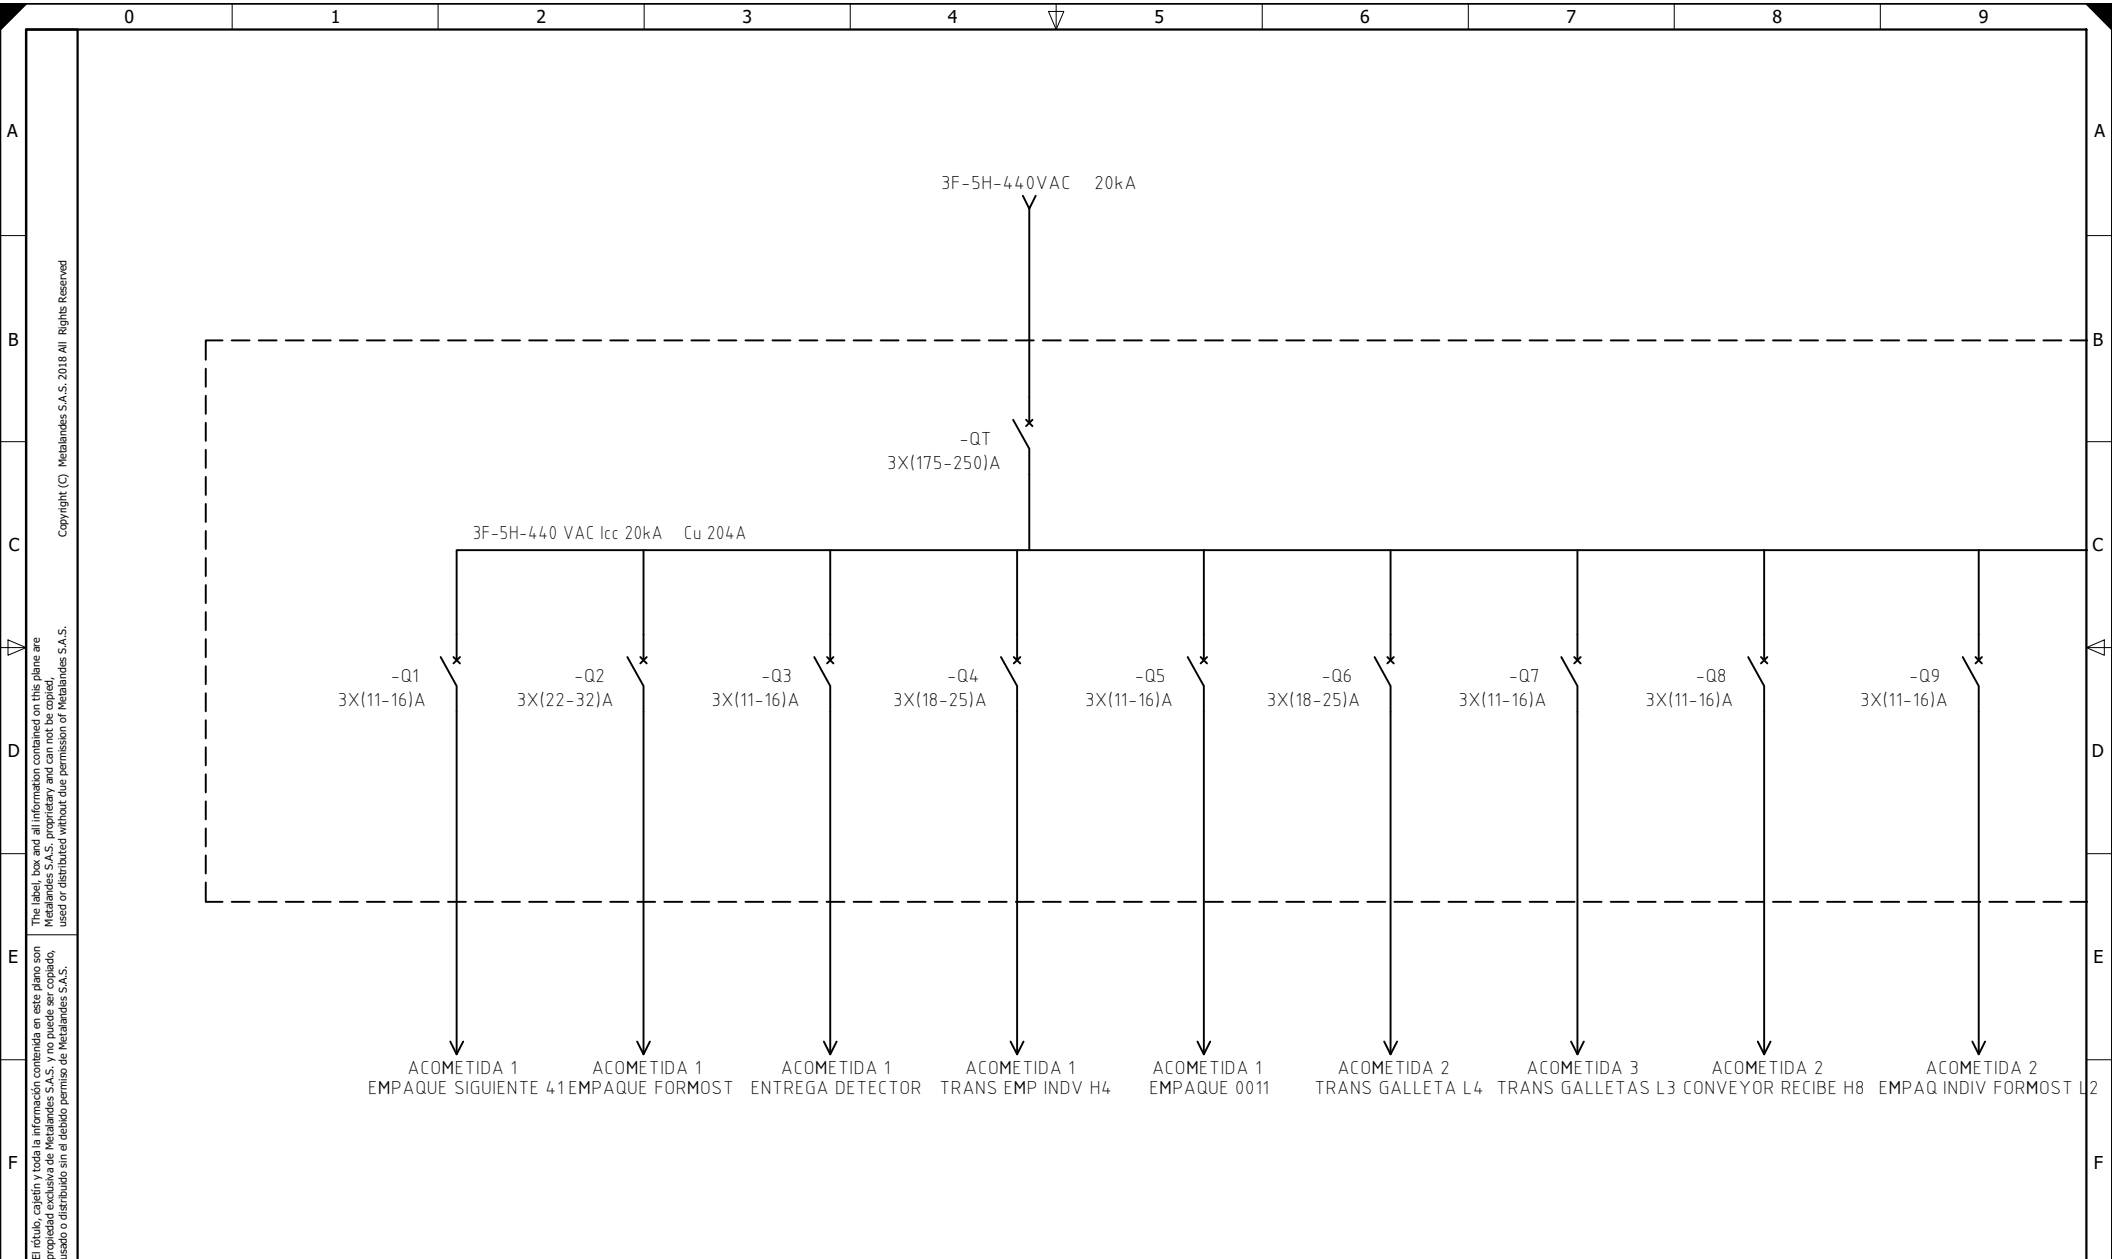 0 1 2 3 4 5 6 7 8 9
A A
3F-5H-440VAC 20kA
B B
-QT
3X(175-250)A
3F-5H-440 VAC Icc 20kA Cu 204A
C C
-Q1 -Q2 -Q3 -Q4 -Q5 -Q6 -Q7 -Q8 -Q9
3X(11-16)A 3X(22-32)A 3X(11-16)A 3X(18-25)A 3X(11-16)A 3X(18-25)A 3X(11-16)A 3X(11-16)A 3X(11-16)A
D D
E E
ACOMETIDA 1 ACOMETIDA 1 ACOMETIDA 1 ACOMETIDA 1 ACOMETIDA 1 ACOMETIDA 2 ACOMETIDA 3 ACOMETIDA 2 ACOMETIDA 2
EMPAQUE SIGUIENTE 41 EMPAQUE FORMOST ENTREGA DETECTOR TRANS EMP INDV H4 EMPAQUE 0011 TRANS GALLETA L4 TRANS GALLETAS L3 CONVEYOR RECIBE H8 EMPAQ INDIV FORMOST L2
F F
Copyright (C) Metalandes S.A.S. 2018 All Rights Reserved
The label, box and all information contained on this plane are
Metalandes S.A.S. proprietary and can not be copied,
used or distributed without due permission of Metalandes S.A.S.
El rótulo, cajetín y toda la información contenida en este plano son
propiedad exclusiva de Metalandes S.A.S. y no puede ser copiado,
usado o distribuido sin el debido permiso de Metalandes S.A.S.